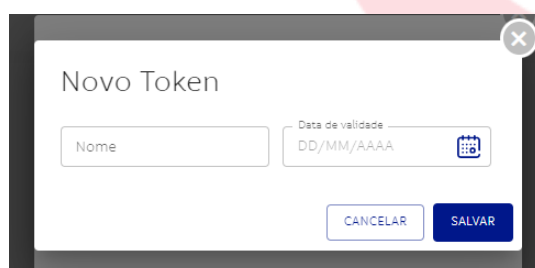 Novo Token
Data de validade
Nome DD/MM/AAAA
CANCELAR SALVAR